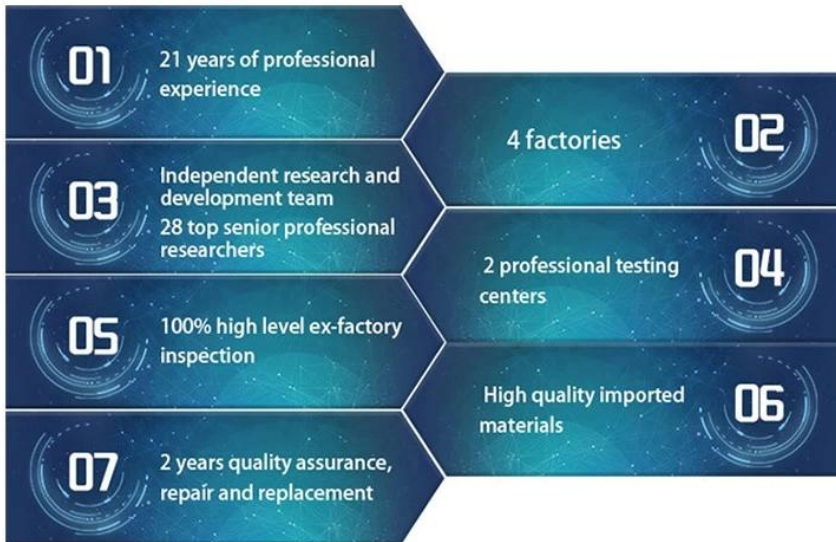 01
21 years of professional
experience
02
4 factories
03
Independent research and
development team
28 top senior professional
researchers
04
2 professional testing
centers
05
100% high level ex-factory
inspection
06
High quality imported
materials
07
2 years quality assurance,
repair and replacement